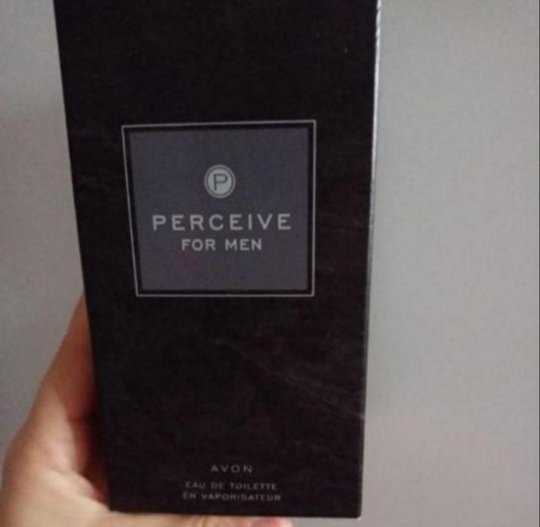 P
PERCEIVE
FOR MEN
AVON
EAU DE TOILETTE
EN VAPORISATEUR